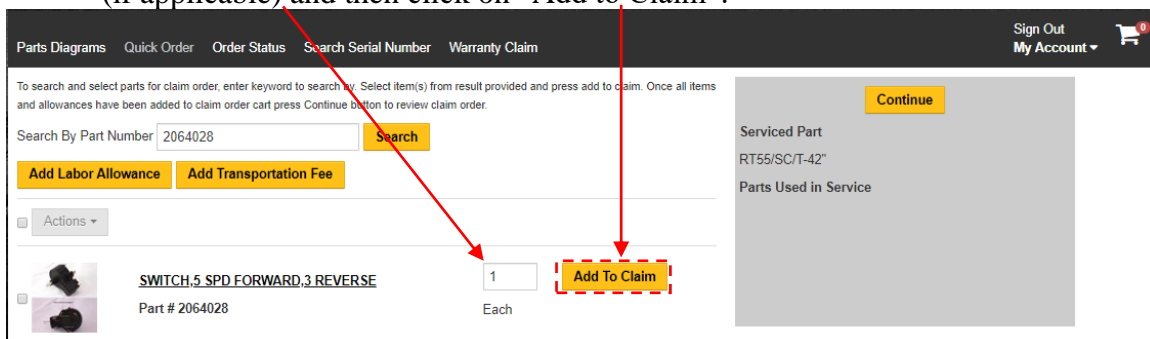 (if applicable) and then click on "Add to Claim".
Parts Diagrams Quick Order Order Status Search Serial Number Warranty Claim
Sign Out
My Account
0
To search and select parts for claim order, enter keyword to search by. Select item(s) from result provided and press add to claim. Once all items
and allowances have been added to claim order cart press Continue button to review claim order.
Search By Part Number 2064028 Search
Add Labor Allowance Add Transportation Fee
Actions
SWITCH,5 SPD FORWARD,3 REVERSE
1
Add To Claim
Part # 2064028
Each
Continue
Serviced Part
RT55/SC/T-42"
Parts Used in Service